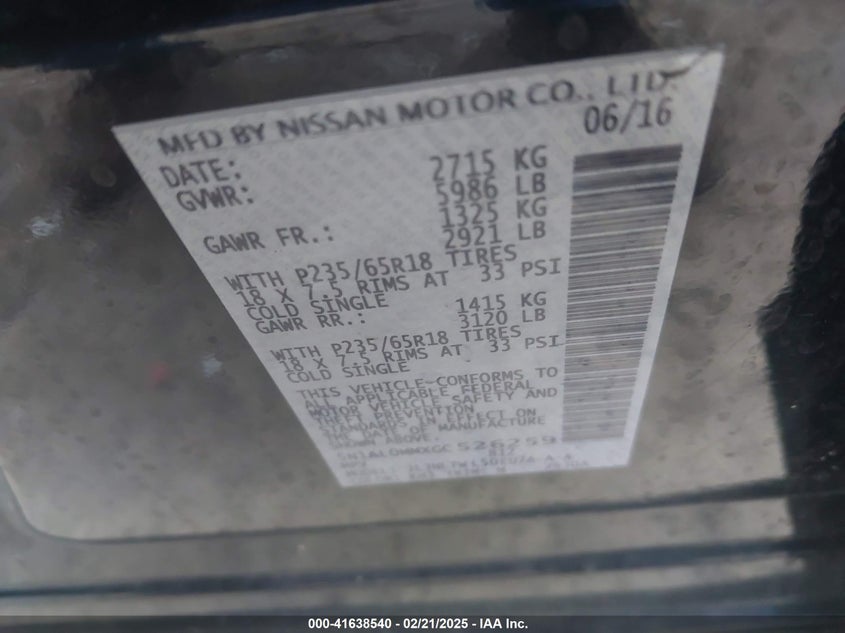 MFD BY NISSAN MOTOR CO., LTD.
DATE: 06/16
GVWR: 2715 KG
5986 LB
GAWR FR.: 1325 KG
2921 LB
WITH P235/65R18 TIRES
18 X 7.5 RIMS AT 33 PSI
COLD SINGLE
GAWR RR.: 1415 KG
3120 LB
WITH P235/65R18 TIRES
18 X 7.5 RIMS AT 33 PSI
COLD SINGLE
THIS VEHICLE CONFORMS TO
ALL APPLICABLE FEDERAL
MOTOR VEHICLE SAFETY AND
THEFT PREVENTION
STANDARDS IN EFFECT ON
THE DATE OF MANUFACTURE
SHOWN ABOVE.
5N1AL0MMXGC 526259
MPV
MODEL:
000-41638540 — 02/21/2025 - IAA Inc.